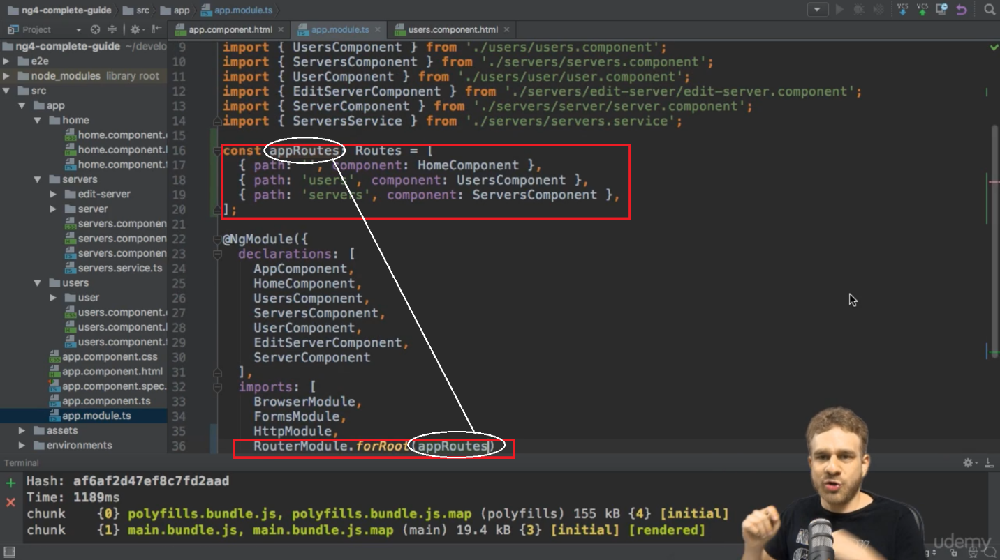 ng4-complete-guide src app app.module.ts
Project
app.component.html app.module.ts users.component.html
ng4-complete-guide ~/develo
e2e
node_modules library root
src
app
home
home.component.
home.component.
home.component.
servers
edit-server
server
servers.componen
servers.componen
servers.componen
servers.service.ts
users
user
users.component.
users.component.
users.component.
app.component.css
app.component.html
app.component.spec.
app.component.ts
app.module.ts
assets
environments
VCS VCS
9 import { UsersComponent } from './users/users.component';
10 import { ServersComponent } from './servers/servers.component';
11 import { UserComponent } from './users/user/user.component';
12 import { EditServerComponent } from './servers/edit-server/edit-server.component';
13 import { ServerComponent } from './servers/server/server.component';
14 import { ServersService } from './servers/servers.service';
15
16 const appRoutes: Routes = [
17 { path: '', component: HomeComponent },
18 { path: 'users', component: UsersComponent },
19 { path: 'servers', component: ServersComponent },
20 ];
21
22 @NgModule({
23 declarations: [
24 AppComponent,
25 HomeComponent,
26 UsersComponent,
27 ServersComponent,
28 UserComponent,
29 EditServerComponent,
30 ServerComponent
31 ],
32 imports: [
33 BrowserModule,
34 FormsModule,
35 HttpModule,
36 RouterModule.forRoot(appRoutes)
Terminal
Hash: af6af2d47ef8c7fd2aad
Time: 1189ms
chunk {0} polyfills.bundle.js, polyfills.bundle.js.map (polyfills) 155 kB {4} [initial]
chunk {1} main.bundle.js, main.bundle.js.map (main) 19.4 kB {3} [initial] [rendered]
udemy